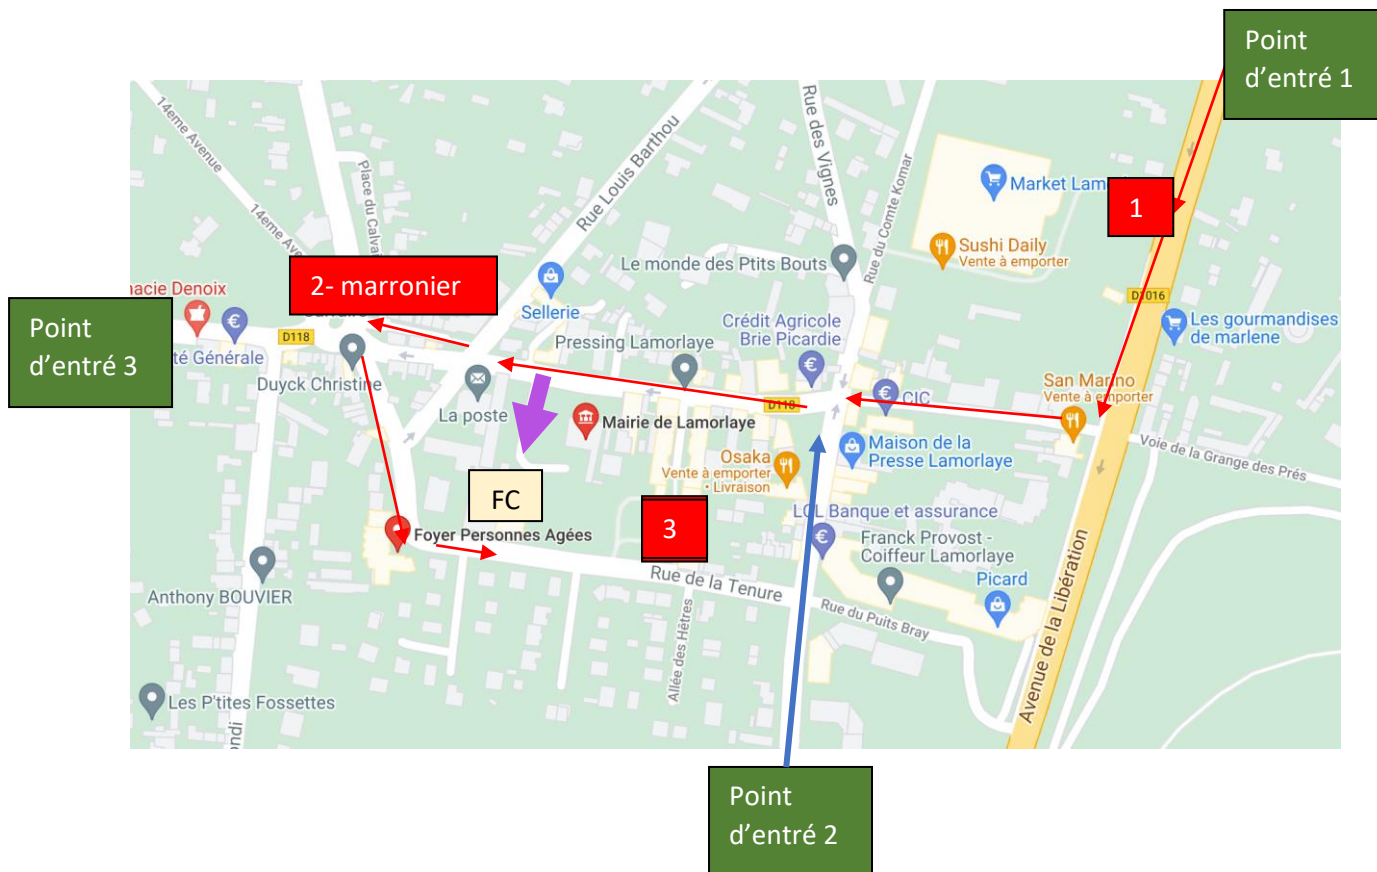 Point
d’entré 1
14eme Avenue
Place du Calvai
Rue Louis Barthou
Rue des Vignes
Rue du Comte Komar
Market Lam
1
14eme Ave
Sushi Daily
Vente à emporter
Le monde des Ptits Bouts
2- marronier
macie Denoix
D1016
Point
d’entré 3
té Générale
D118
Sellerie
Crédit Agricole
Brie Picardie
Les gourmandises
de marlene
Pressing Lamorlaye
Duyck Christine
La poste
San Marino
Vente à emporter
D118
CIC
Mairie de Lamorlaye
Maison de la
Presse Lamorlaye
Voie de la Grange des Prés
Osaka
Vente à emporter
• Livraison
FC
3
LCL Banque et assurance
Foyer Personnes Agées
Franck Provost -
Coiffeur Lamorlaye
Rue de la Tenure
Picard
Anthony BOUVIER
Rue du Puits Bray
Allée des Hêtres
Avenue de la Libération
Les P'tites Fossettes
ondi
Point
d’entré 2